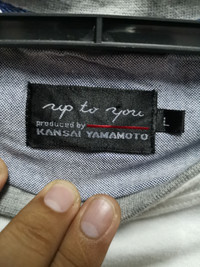 up to you
produced by
KANSAI YAMAMOTO
L